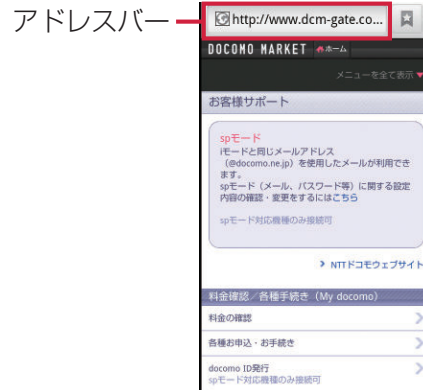 アドレスバー
http://www.dcm-gate.co...
DOCOMO MARKET ホーム
メニューを全て表示▼
お客様サポート
spモード
iモードと同じメールアドレス
(@docomo.ne.jp)を使用したメールが利用でき
ます。
spモード(メール、パスワード等)に関する設定
内容の確認・変更をするにはこちら
spモード対応機種のみ接続可
> NTTドコモウェブサイト
料金確認/各種手続き(My docomo)
料金の確認
各種お申込・お手続き
docomo ID発行
spモード対応機種のみ接続可